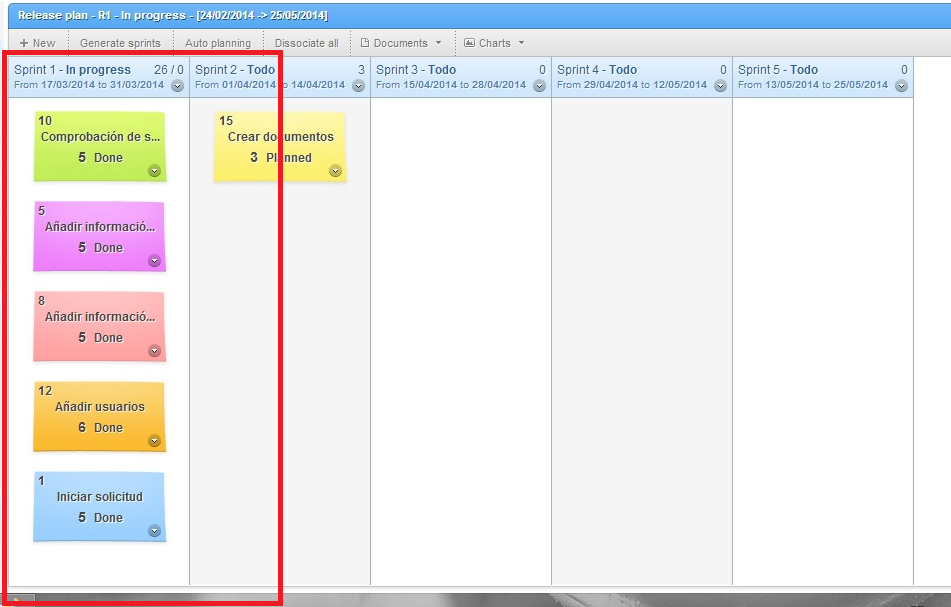 Release plan - R1 - In progress - [24/02/2014 -> 25/05/2014]
+ New Generate sprints Auto planning Dissociate all Documents Charts
Sprint 1 - In progress 26 / 0
From 17/03/2014 to 31/03/2014
Sprint 2 - Todo 3
From 01/04/2014 to 14/04/2014
Sprint 3 - Todo 0
From 15/04/2014 to 28/04/2014
Sprint 4 - Todo 0
From 29/04/2014 to 12/05/2014
Sprint 5 - Todo 0
From 13/05/2014 to 25/05/2014
10
Comprobación de s...
5 Done
5
Añadir informació...
5 Done
8
Añadir informació...
5 Done
12
Añadir usuarios
6 Done
1
Iniciar solicitud
5 Done
15
Crear documentos
3 Planned